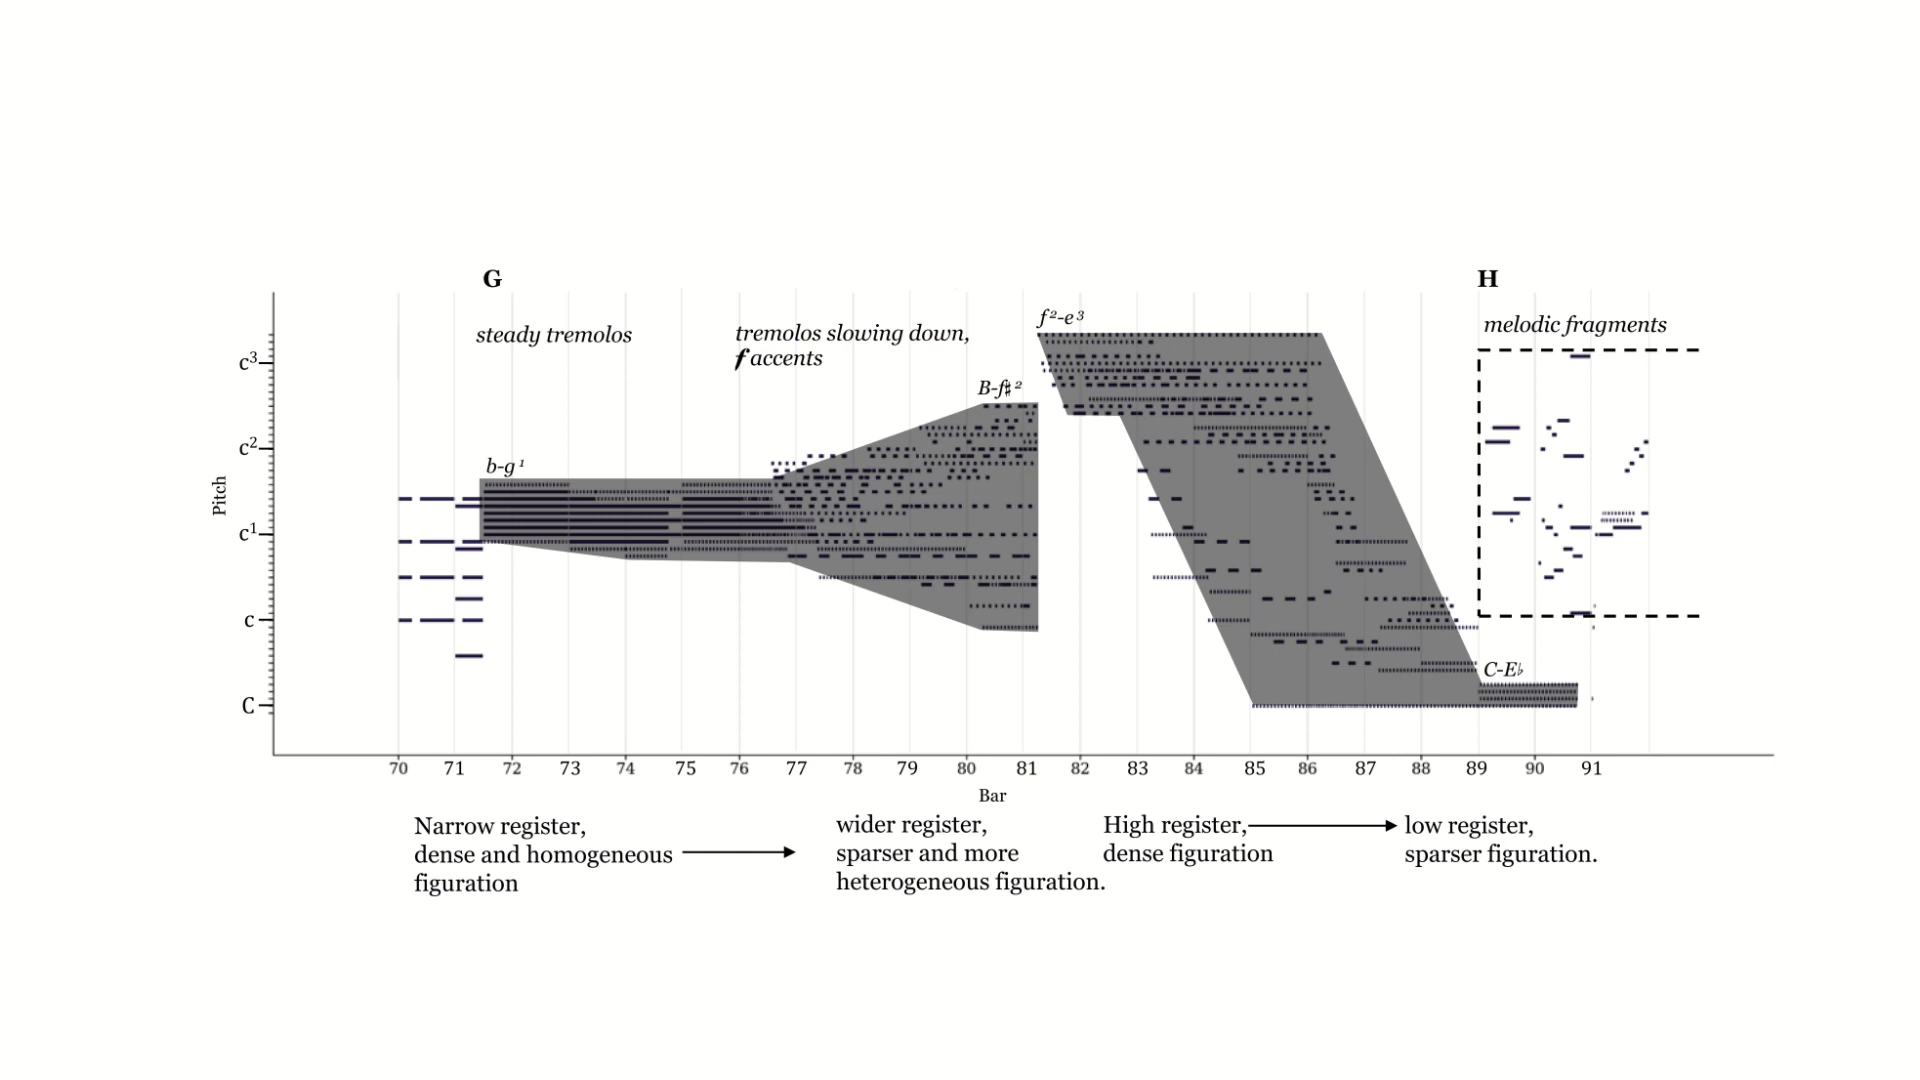 G
H
steady tremolos
tremolos slowing down,
f accents
f²-e³
melodic fragments
B-f♯²
b-g¹
C-E♭
c³
c²
c¹
c
C
Pitch
70 71 72 73 74 75 76 77 78 79 80 81 82 83 84 85 86 87 88 89 90 91
Bar
Narrow register,
dense and homogeneous
figuration
wider register,
sparser and more
heterogeneous figuration.
High register,
dense figuration
low register,
sparser figuration.